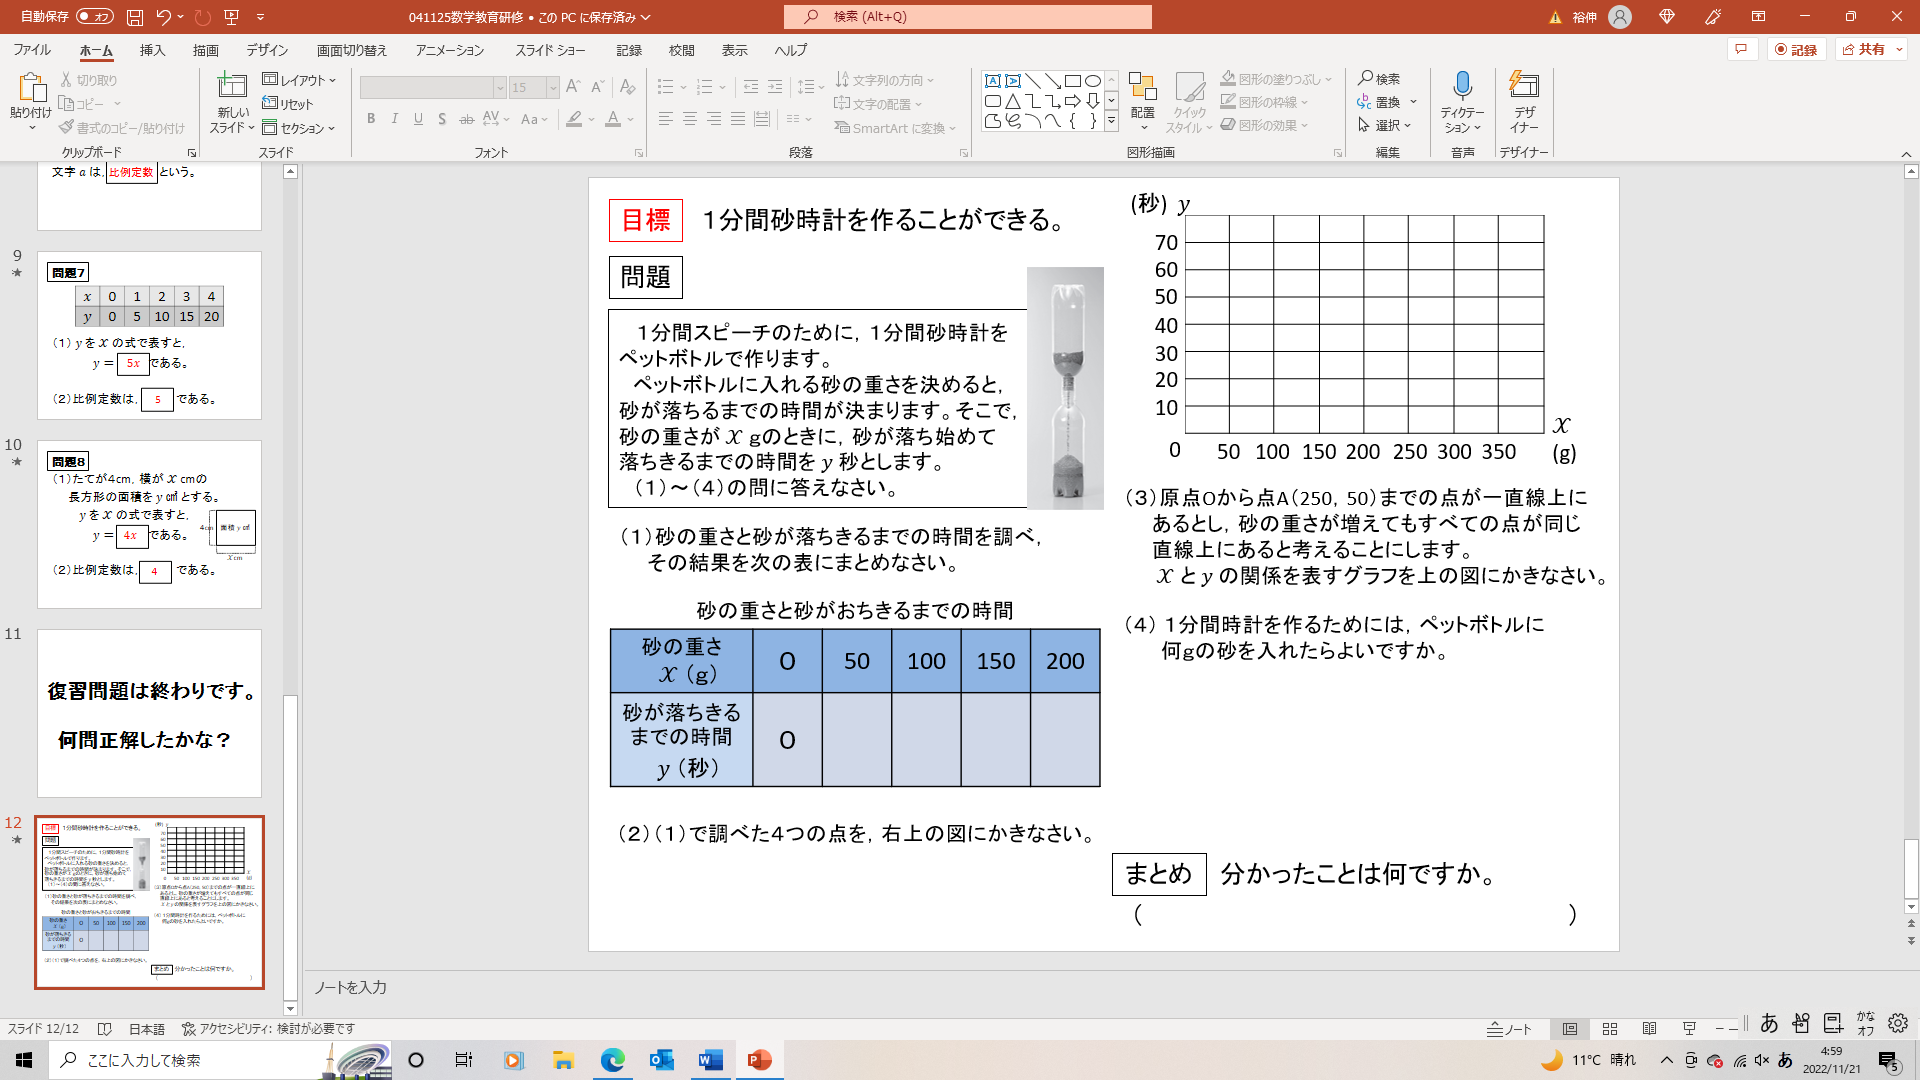 自動保存 オフ 041125数学教育研修 • この PC に保存済み 検索 (Alt+Q) 裕伸
ファイル ホーム 挿入 描画 デザイン 画面切り替え アニメーション スライド ショー 記録 校閲 表示 ヘルプ 記録 共有
貼り付け 切り取り コピー 書式のコピー/貼り付け
クリップボード
新しい スライド レイアウト リセット セクション
スライド
15
B I U S ab AV Aa A
フォント
文字列の方向 文字の配置 SmartArt に変換
段落
配置 クイック スタイル 図形の塗りつぶし 図形の枠線 図形の効果
図形描画
検索 置換 選択
編集
ディクテーション
音声
デザイナー
デザイナー
文字 a は, 比例定数 という。
9
問題7
x 0 1 2 3 4
y 0 5 10 15 20
(1) y を x の式で表すと,
y = 5x である。
(2)比例定数は, 5 である。
10
問題8
(1)たてが4cm, 横が x cmの
長方形の面積を y ㎠ とする。
y を x の式で表すと,
y = 4x である。
4cm 面積 y ㎠
x cm
(2)比例定数は, 4 である。
11
復習問題は終わりです。
何問正解したかな？
12
目標 1分間砂時計を作ることができる。
問題
1分間スピーチのために, 1分間砂時計を
ペットボトルで作ります。
ペットボトルに入れる砂の重さを決めると,
砂が落ちるまでの時間が決まります。そこで,
砂の重さが x gのときに, 砂が落ち始めて
落ちきるまでの時間を y 秒とします。
(1)～(4)の問に答えなさい。
(1)砂の重さと砂が落ちきるまでの時間を調べ,
その結果を次の表にまとめなさい。
砂の重さと砂がおちきるまでの時間
砂の重さ x (g) 0 50 100 150 200
砂が落ちきるまでの時間 y (秒) 0
(2)(1)で調べた4つの点を, 右上の図にかきなさい。
(秒) y
70
60
50
40
30
20
10
0 50 100 150 200 250 300 350 x (g)
(3)原点Oから点A(250, 50)までの点が一直線上に
あるとし, 砂の重さが増えてもすべての点が同じ
直線上にあると考えることにします。
x と y の関係を表すグラフを上の図にかきなさい。
(4) 1分間時計を作るためには, ペットボトルに
何gの砂を入れたらよいですか。
まとめ 分かったことは何ですか。
( )
ノートを入力
スライド 12/12 日本語 アクセシビリティ: 検討が必要です ノート あ かな オフ
ここに入力して検索 11°C 晴れ あ 4:59
2022/11/21 5